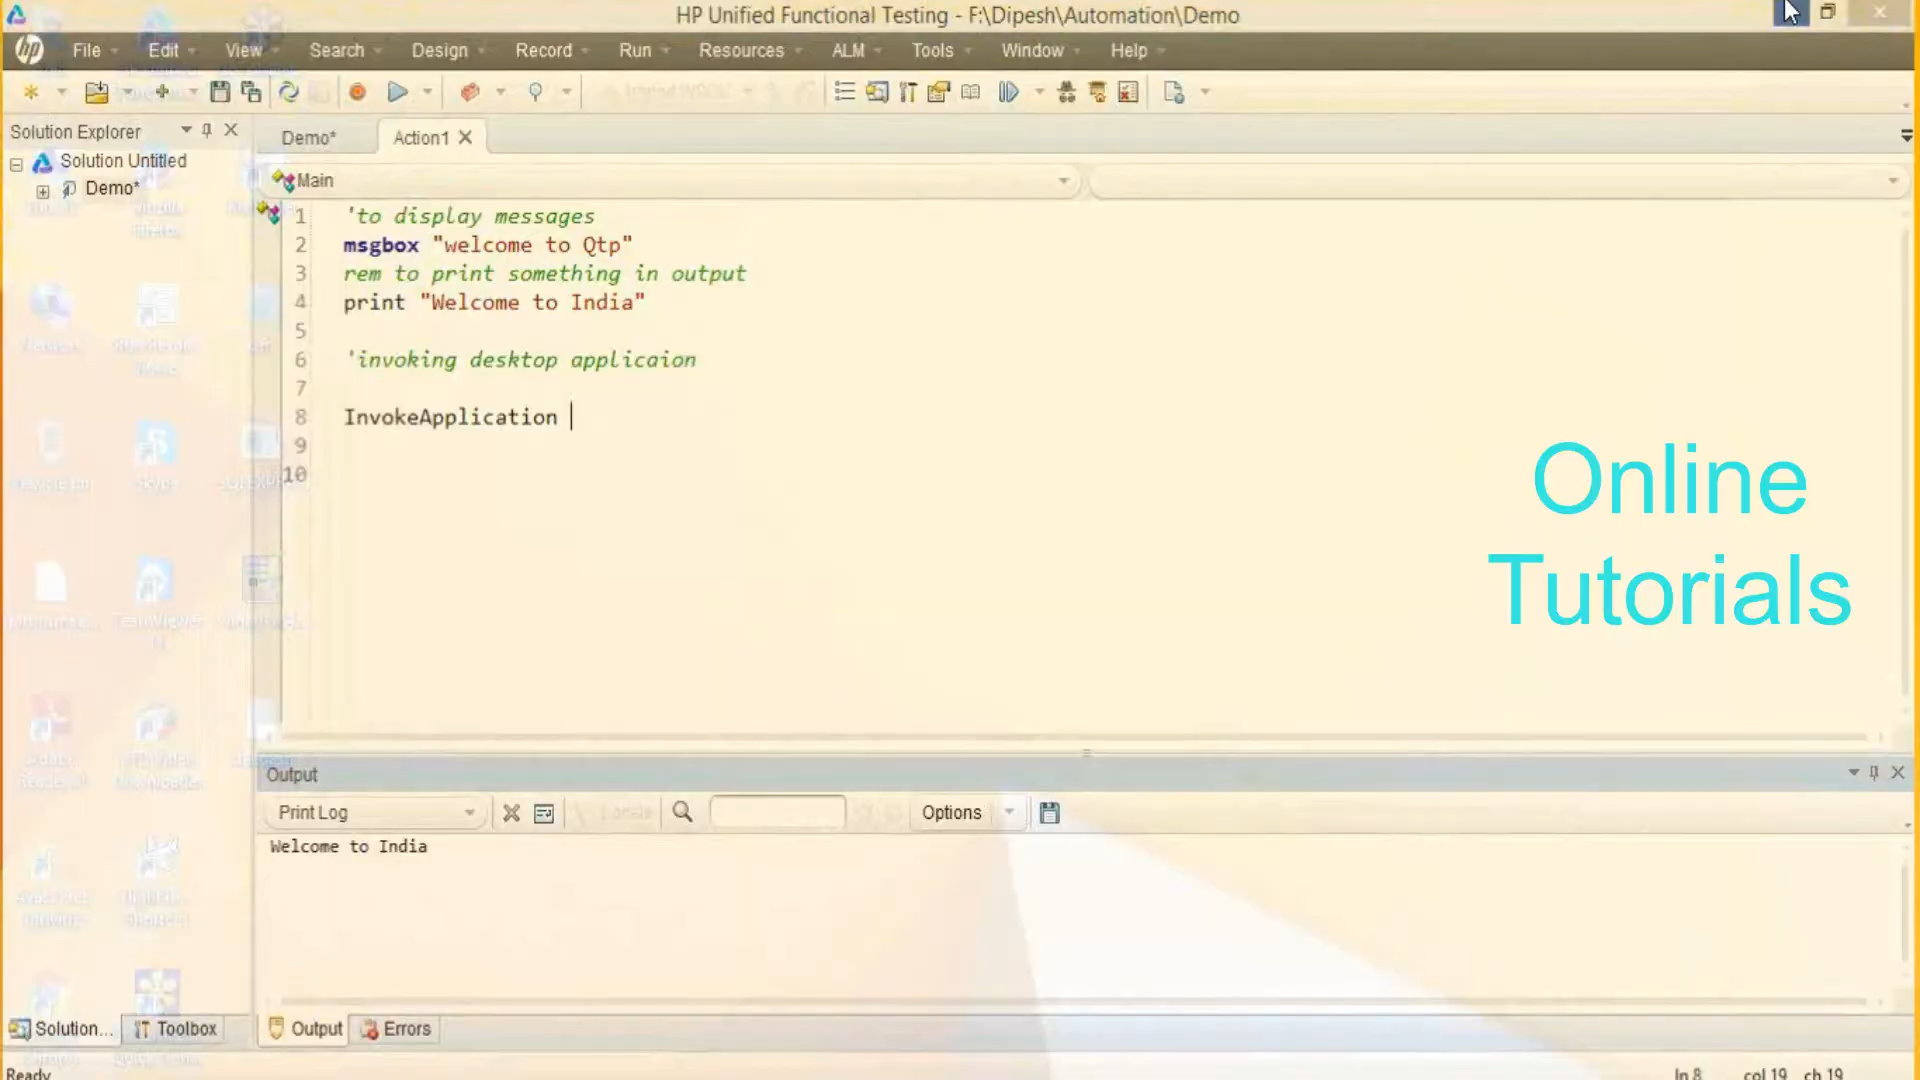 HP Unified Functional Testing - F:\Dipesh\Automation\Demo
hp File Edit View Search Design Record Run Resources ALM Tools Window Help
Solution Explorer
Demo* Action1
Solution Untitled
Demo*
Main
1 'to display messages
2 msgbox "welcome to Qtp"
3 rem to print something in output
4 print "Welcome to India"
5
6 'invoking desktop applicaion
7
8 InvokeApplication
9
10
Online
Tutorials
Output
Print Log Options
Welcome to India
Solution... Toolbox Output Errors
Ready ln 8 col 19 ch 19